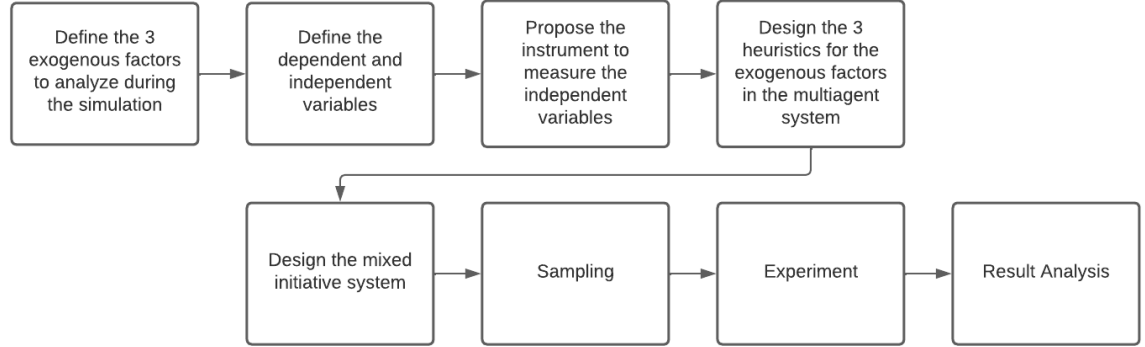 Define the 3
exogenous factors
to analyze during
the simulation
Define the
dependent and
independent
variables
Propose the
instrument to
measure the
independent
variables
Design the 3
heuristics for the
exogenous factors
in the multiagent
system
Design the mixed
initiative system
Sampling
Experiment
Result Analysis